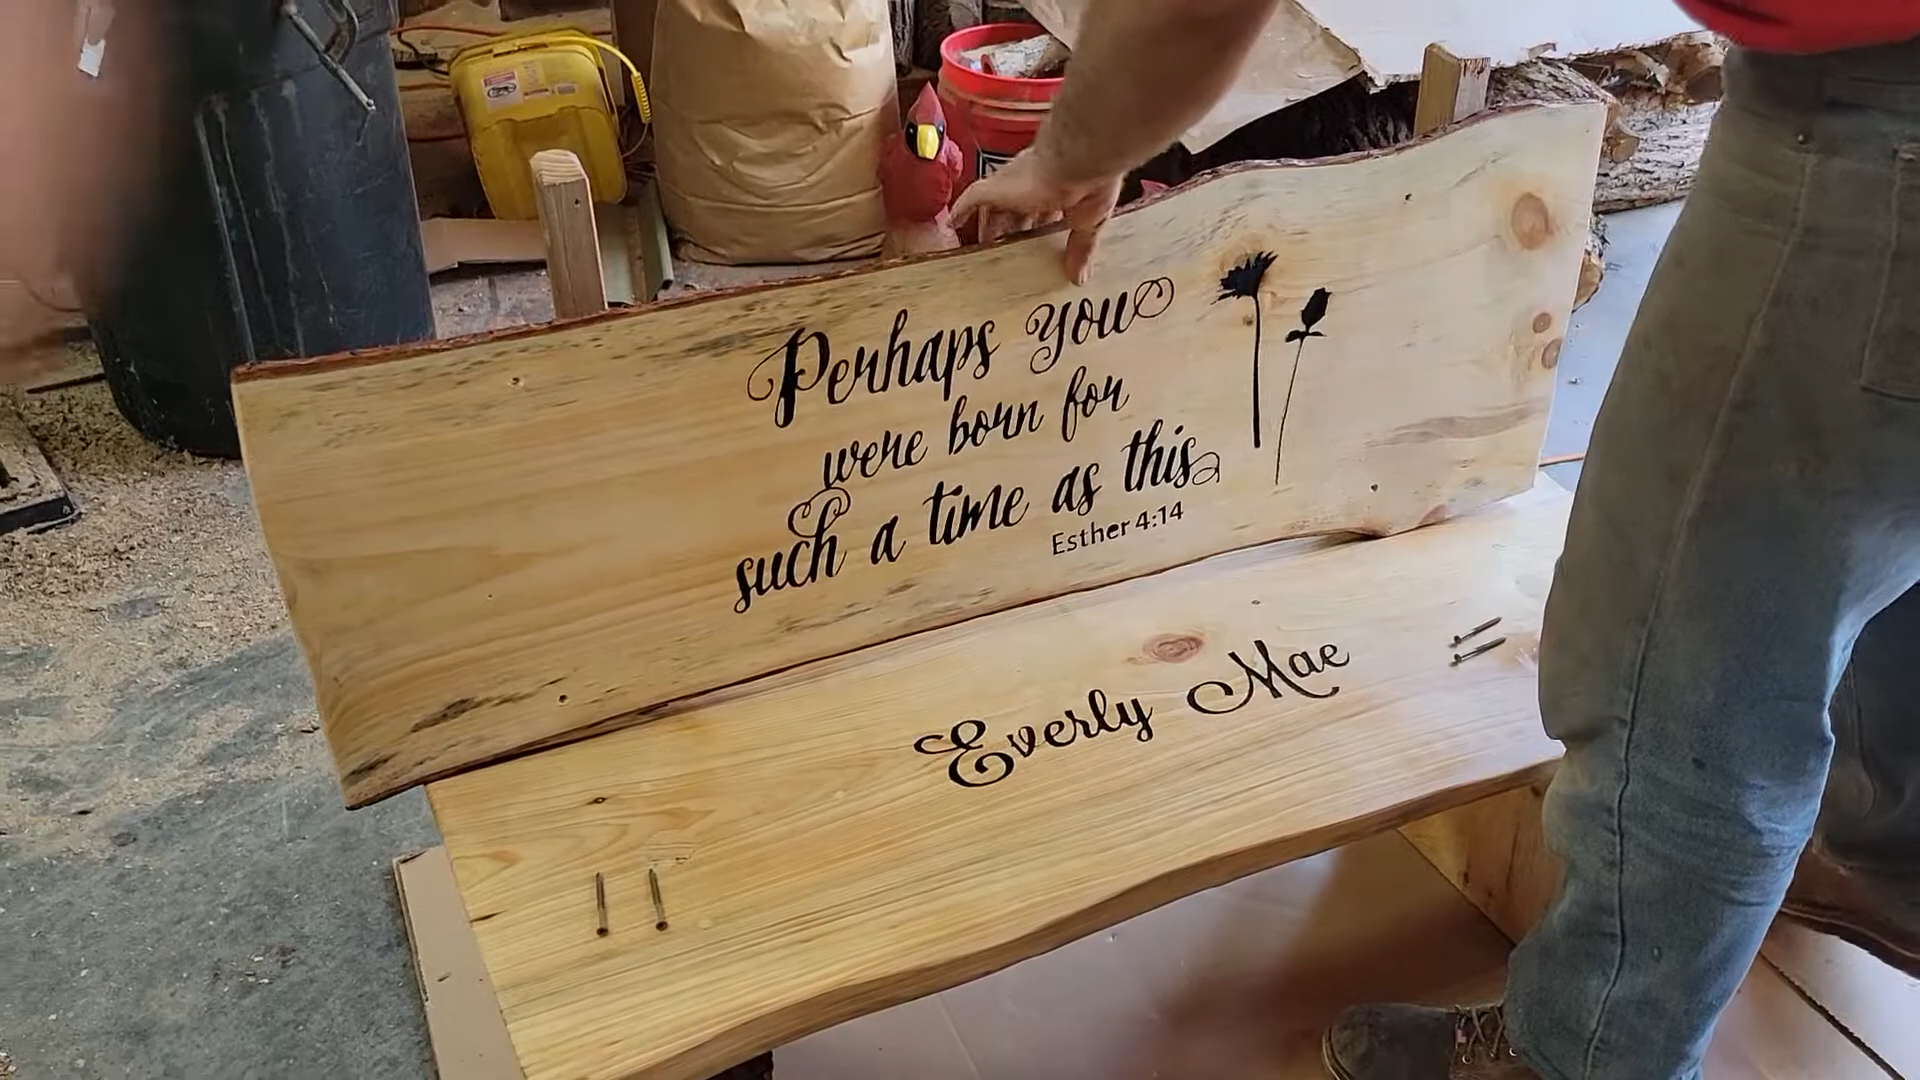 Perhaps you
were born for
such a time as this
Esther 4:14
Everly Mae